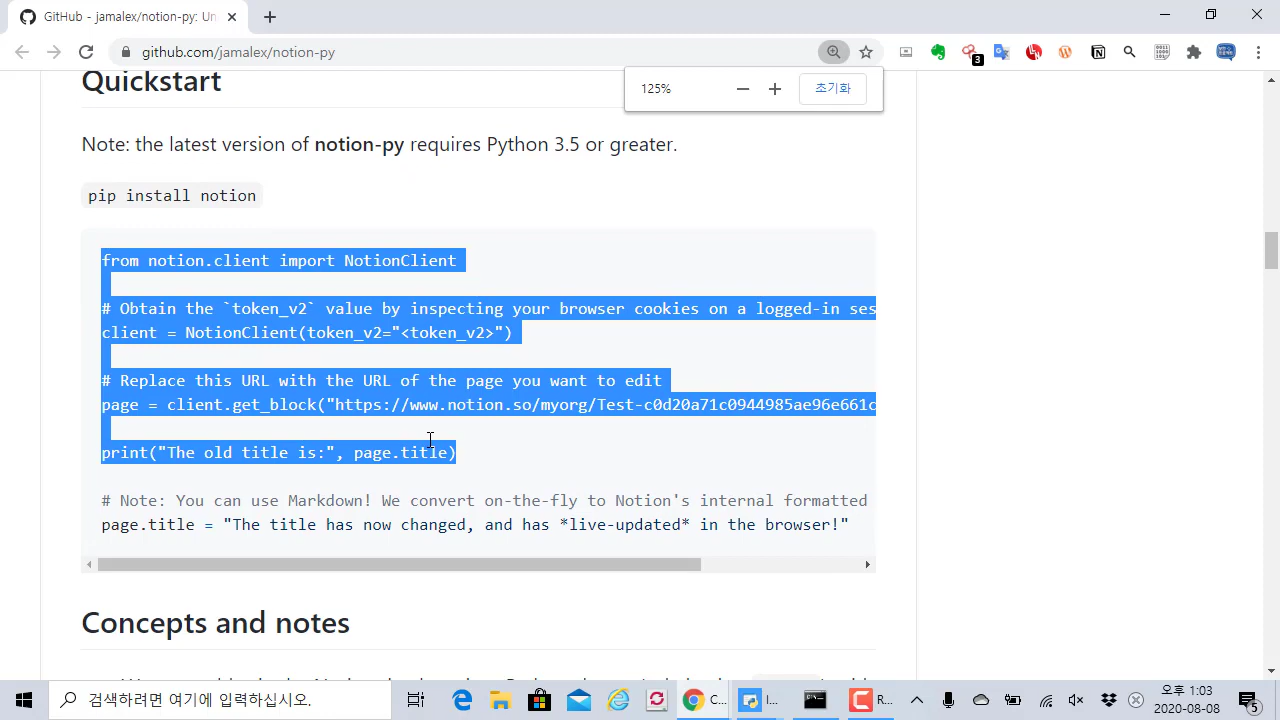 GitHub - jamalex/notion-py: Un
github.com/jamalex/notion-py
3
125%
초기화
Quickstart
Note: the latest version of notion-py requires Python 3.5 or greater.
pip install notion
from notion.client import NotionClient
# Obtain the `token_v2` value by inspecting your browser cookies on a logged-in ses
client = NotionClient(token_v2="<token_v2>")
# Replace this URL with the URL of the page you want to edit
page = client.get_block("https://www.notion.so/myorg/Test-c0d20a71c0944985ae96e661c
print("The old title is:", page.title)
# Note: You can use Markdown! We convert on-the-fly to Notion's internal formatted
page.title = "The title has now changed, and has *live-updated* in the browser!"
Concepts and notes
검색하려면 여기에 입력하십시오.
C...
I...
R...
오후 1:03
2020-08-08
5